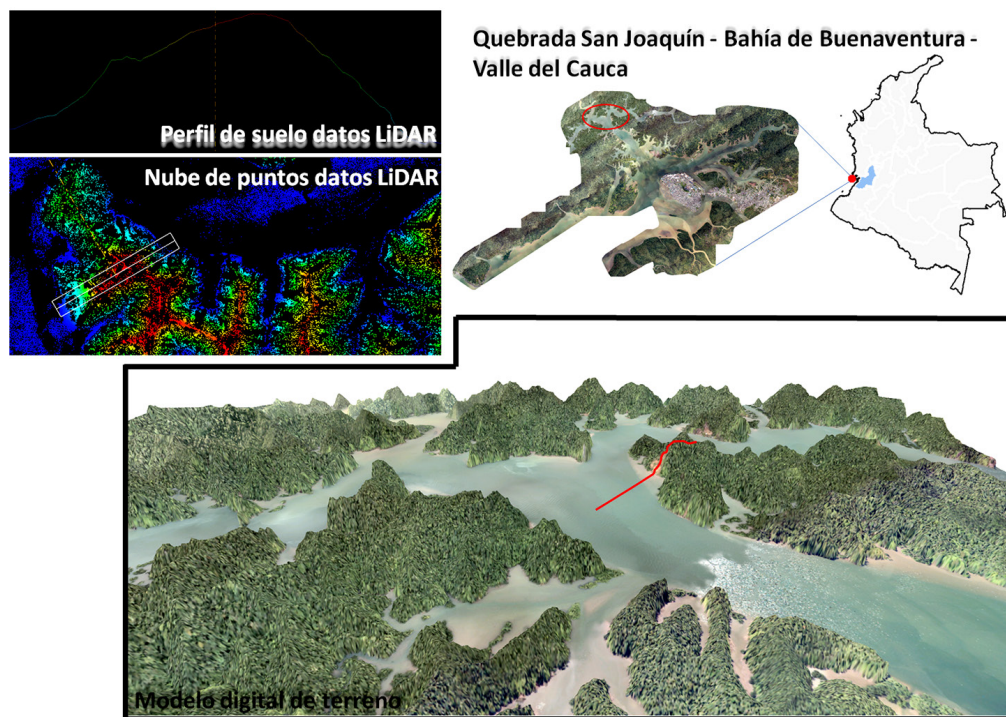 Perfil de suelo datos LiDAR
Nube de puntos datos LiDAR
Quebrada San Joaquín - Bahía de Buenaventura -
Valle del Cauca
Modelo digital de terreno